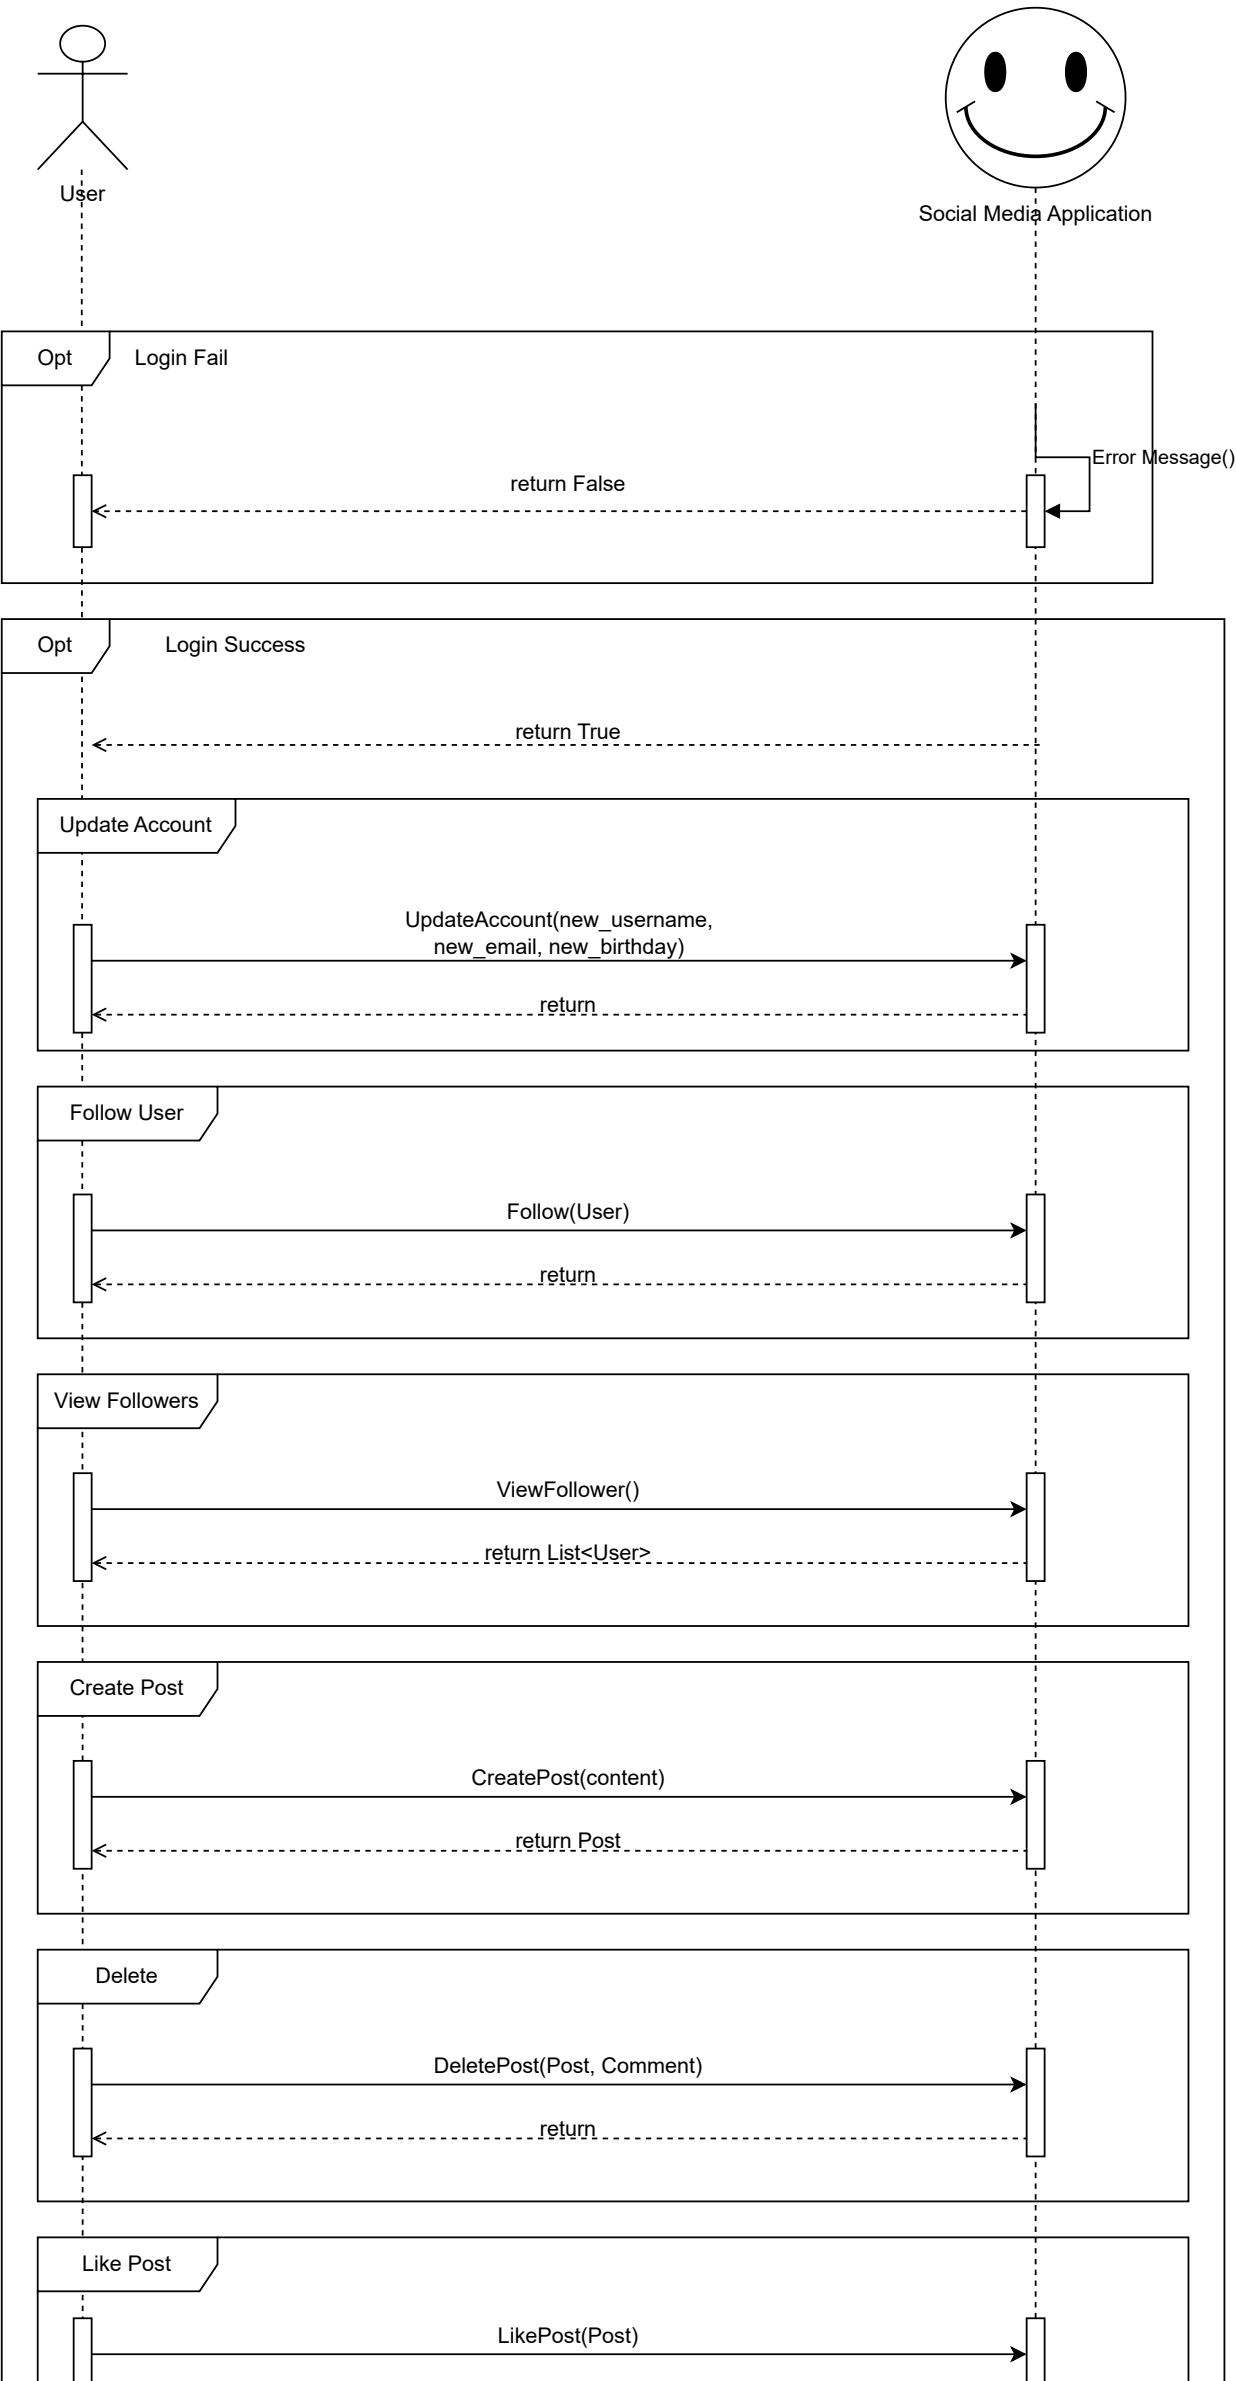 User
Social Media Application
Opt
Login Fail
Error Message()
return False
Opt
Login Success
return True
Update Account
UpdateAccount(new_username,
new_email, new_birthday)
return
Follow User
Follow(User)
return
View Followers
ViewFollower()
return List<User>
Create Post
CreatePost(content)
return Post
Delete
DeletePost(Post, Comment)
return
Like Post
LikePost(Post)